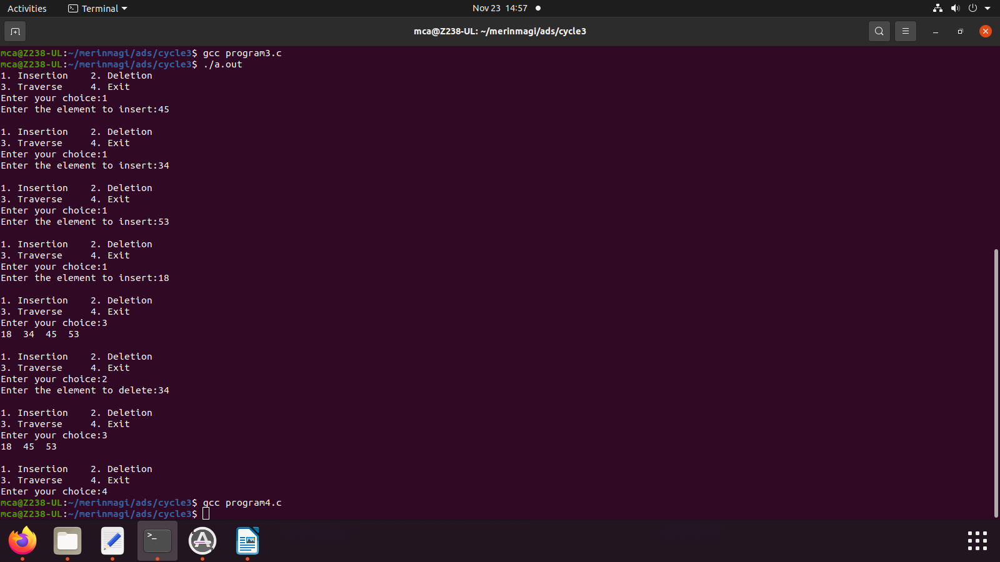 Activities Terminal Nov 23 14:57
mca@Z238-UL: ~/merinmagi/ads/cycle3
mca@Z238-UL:~/merinmagi/ads/cycle3$ gcc program3.c
mca@Z238-UL:~/merinmagi/ads/cycle3$ ./a.out
1. Insertion    2. Deletion
3. Traverse     4. Exit
Enter your choice:1
Enter the element to insert:45
1. Insertion    2. Deletion
3. Traverse     4. Exit
Enter your choice:1
Enter the element to insert:34
1. Insertion    2. Deletion
3. Traverse     4. Exit
Enter your choice:1
Enter the element to insert:53
1. Insertion    2. Deletion
3. Traverse     4. Exit
Enter your choice:1
Enter the element to insert:18
1. Insertion    2. Deletion
3. Traverse     4. Exit
Enter your choice:3
18  34  45  53
1. Insertion    2. Deletion
3. Traverse     4. Exit
Enter your choice:2
Enter the element to delete:34
1. Insertion    2. Deletion
3. Traverse     4. Exit
Enter your choice:3
18  45  53
1. Insertion    2. Deletion
3. Traverse     4. Exit
Enter your choice:4
mca@Z238-UL:~/merinmagi/ads/cycle3$ gcc program4.c
mca@Z238-UL:~/merinmagi/ads/cycle3$